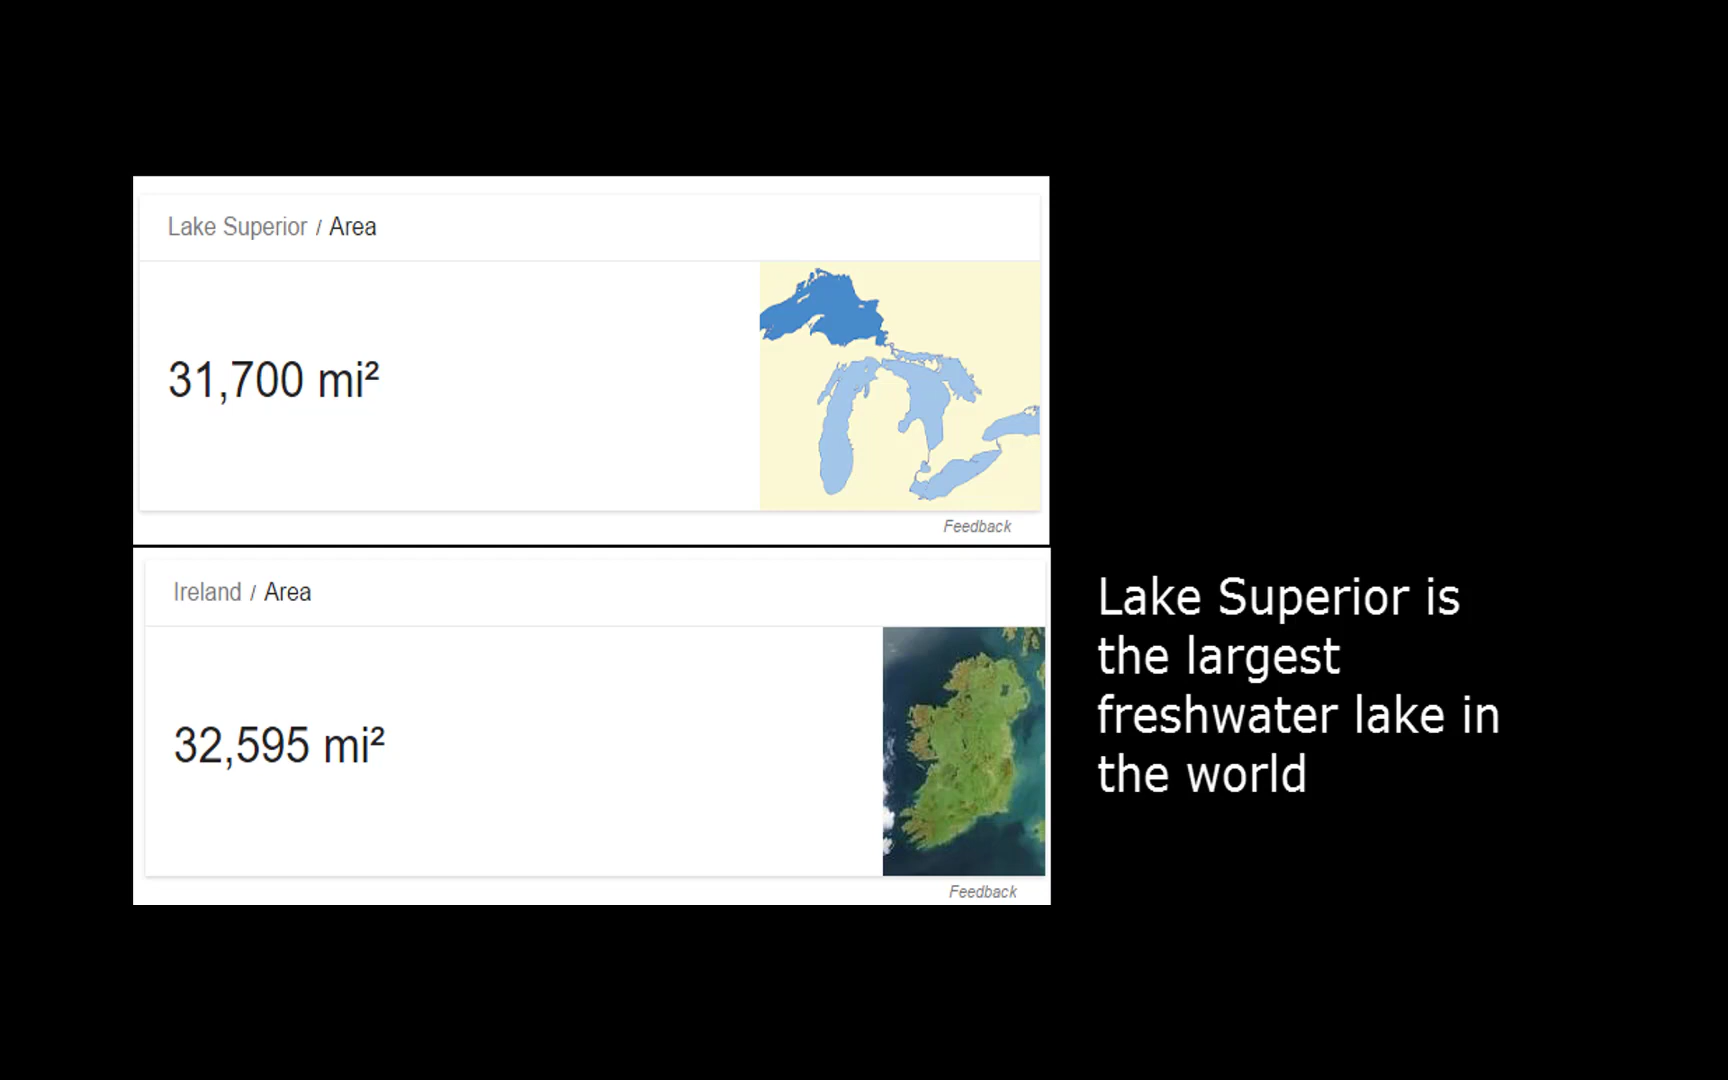 Lake Superior / Area
31,700 mi²
Feedback
Ireland / Area
32,595 mi²
Feedback
Lake Superior is
the largest
freshwater lake in
the world